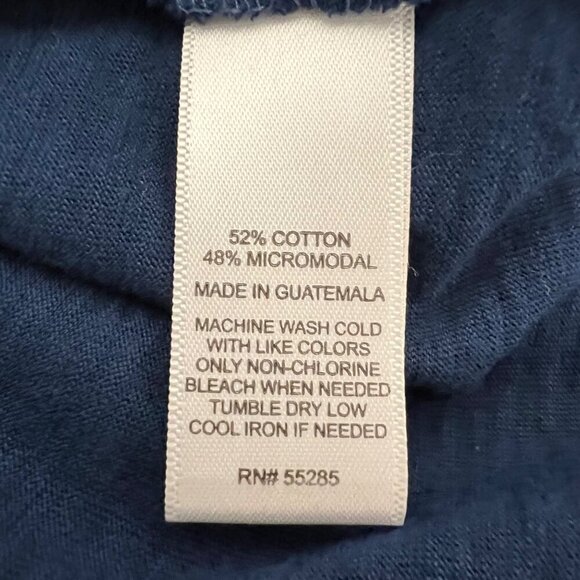 52% COTTON
48% MICROMODAL
MADE IN GUATEMALA
MACHINE WASH COLD
WITH LIKE COLORS
ONLY NON-CHLORINE
BLEACH WHEN NEEDED
TUMBLE DRY LOW
COOL IRON IF NEEDED
RN# 55285